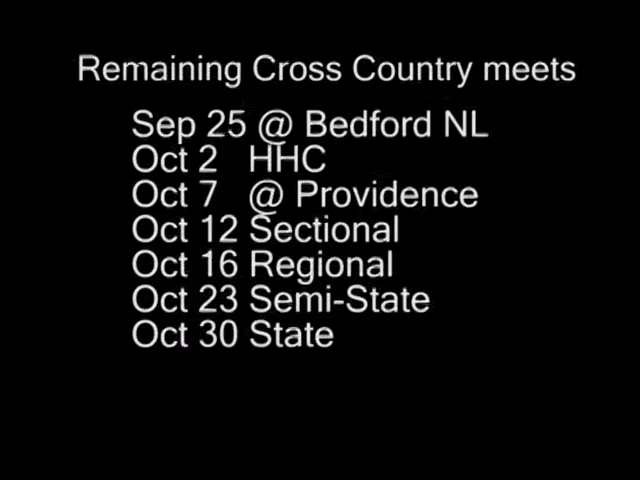 Remaining Cross Country meets
Sep 25 @ Bedford NL
Oct 2 HHC
Oct 7 @ Providence
Oct 12 Sectional
Oct 16 Regional
Oct 23 Semi-State
Oct 30 State